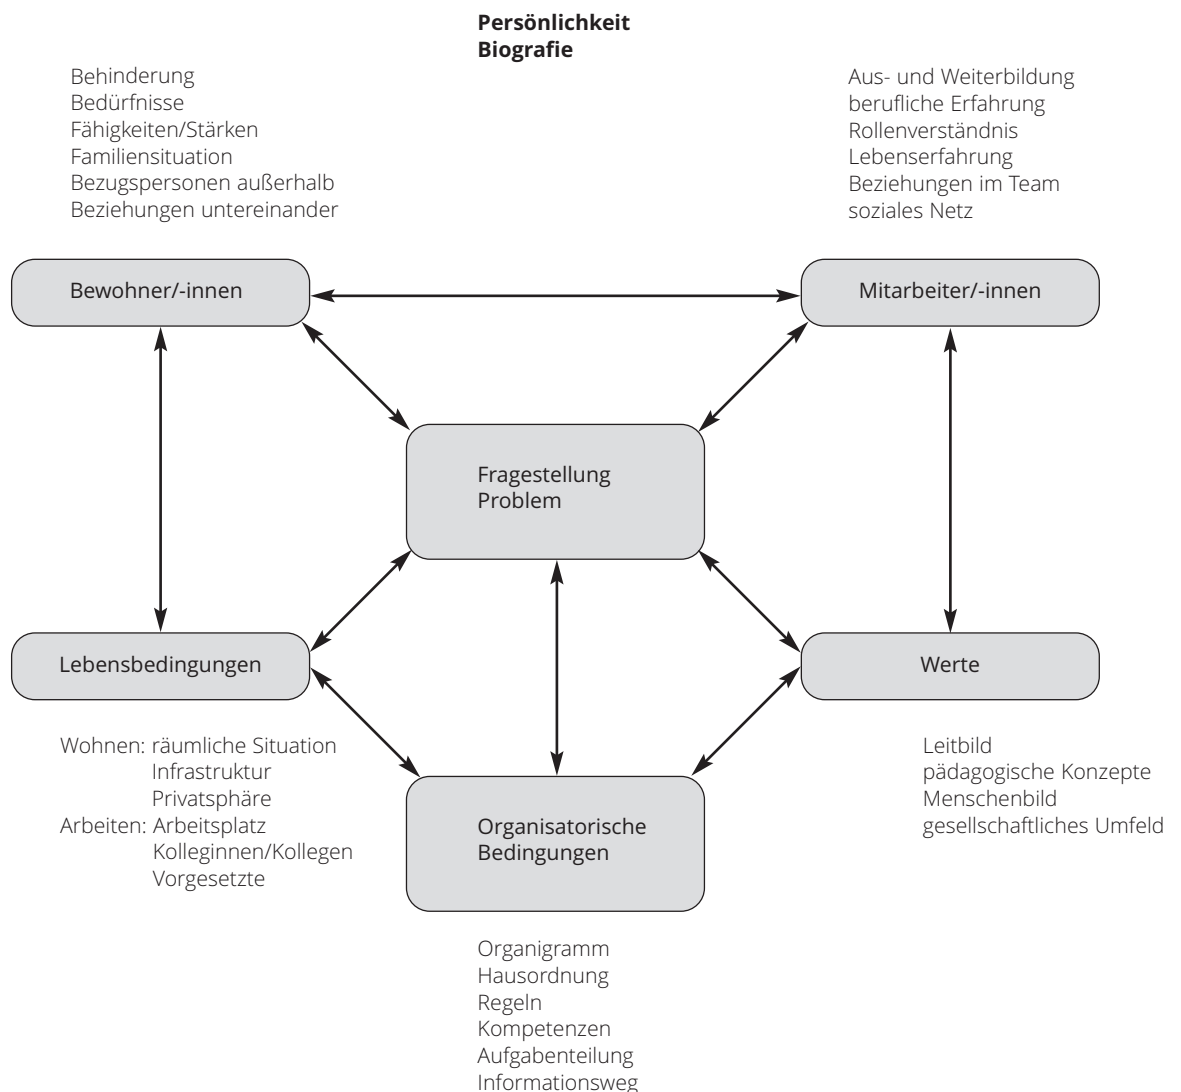 Persönlichkeit
Biografie
Behinderung
Bedürfnisse
Fähigkeiten/Stärken
Familiensituation
Bezugspersonen außerhalb
Beziehungen untereinander
Aus- und Weiterbildung
berufliche Erfahrung
Rollenverständnis
Lebenserfahrung
Beziehungen im Team
soziales Netz
Bewohner/-innen
Mitarbeiter/-innen
Fragestellung
Problem
Lebensbedingungen
Werte
Wohnen: räumliche Situation
Infrastruktur
Privatsphäre
Arbeiten: Arbeitsplatz
Kolleginnen/Kollegen
Vorgesetzte
Leitbild
pädagogische Konzepte
Menschenbild
gesellschaftliches Umfeld
Organisatorische
Bedingungen
Organigramm
Hausordnung
Regeln
Kompetenzen
Aufgabenteilung
Informationsweg